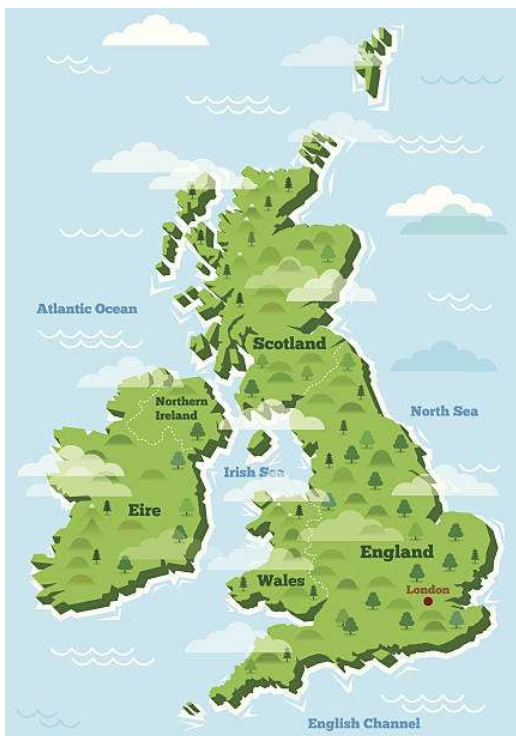 Atlantic Ocean
Scotland
Northern
Ireland
North Sea
Irish Sea
Eire
England
Wales
London
English Channel